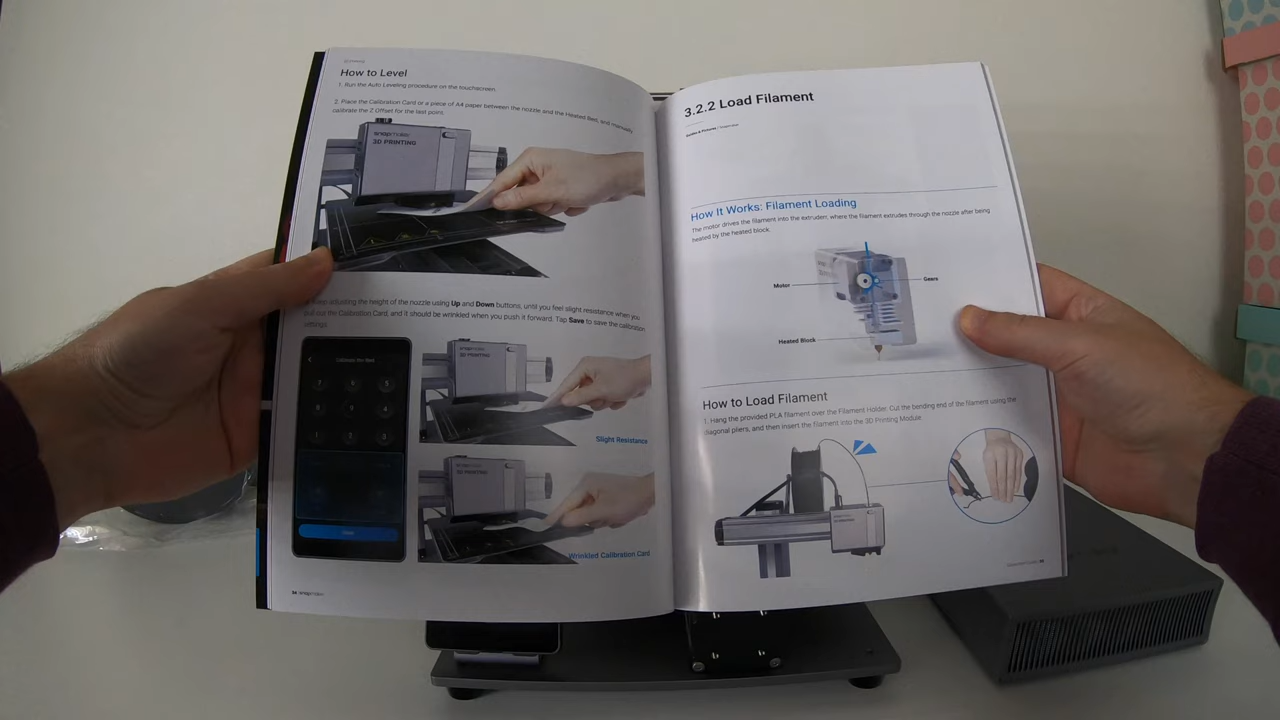 How to Level
1. Run the Auto Leveling procedure on the touchscreen.
2. Place the Calibration Card or a piece of A4 paper between the nozzle and the Heated Bed, and manually
calibrate the Z Offset for the last point.
snapmaker
3D PRINTING
adjusting the height of the nozzle using Up and Down buttons, until you feel slight resistance when you
pull out the Calibration Card, and it should be wrinkled when you push it forward. Tap Save to save the calibration
settings.
3D PRINTING
Slight Resistance
3D PRINTING
Wrinkled Calibration Card
snapmaker
3.2.2 Load Filament
How It Works: Filament Loading
The motor drives the filament into the extruder, where the filament extrudes through the nozzle after being
heated by the heated block.
Motor
Gears
Heated Block
How to Load Filament
1. Hang the provided PLA filament over the Filament Holder. Cut the bending end of the filament using the
diagonal pliers, and then insert the filament into the 3D Printing Module.